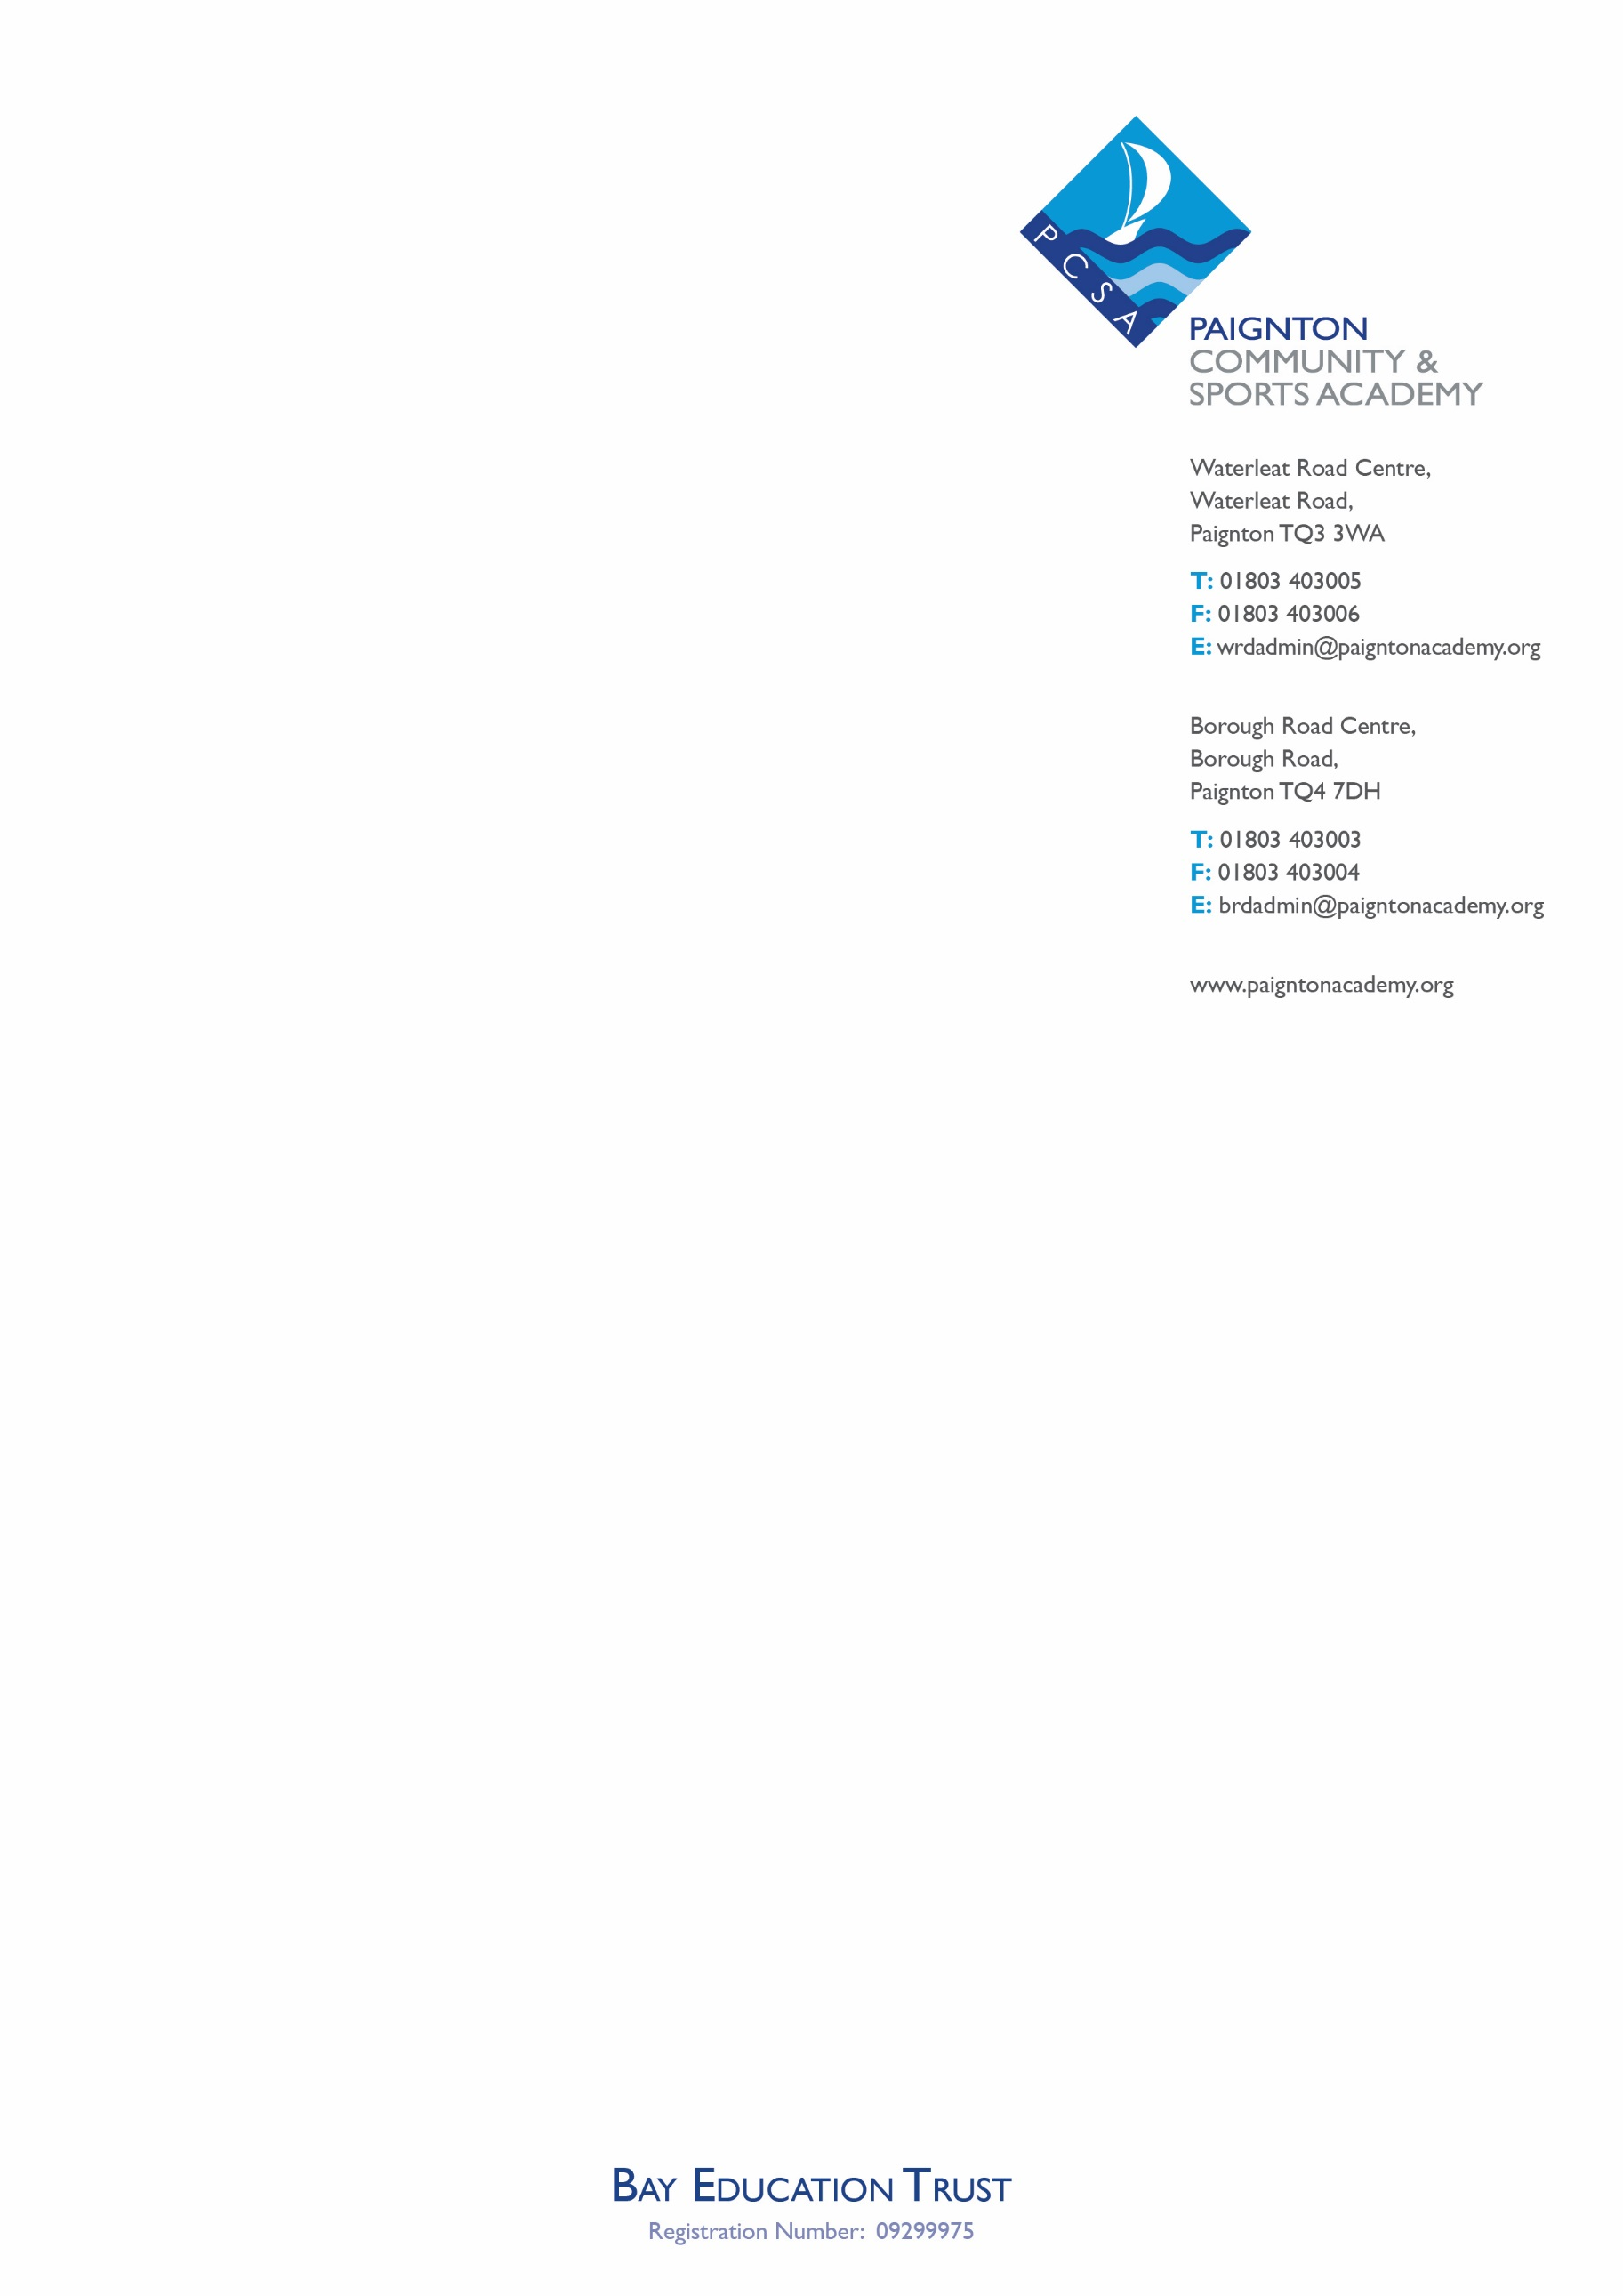 P C S A
PAIGNTON
COMMUNITY &
SPORTS ACADEMY
Waterleat Road Centre,
Waterleat Road,
Paignton TQ3 3WA
T: 01803 403005
F: 01803 403006
E: wrdadmin@paigntonacademy.org
Borough Road Centre,
Borough Road,
Paignton TQ4 7DH
T: 01803 403003
F: 01803 403004
E: brdadmin@paigntonacademy.org
www.paigntonacademy.org
BAY EDUCATION TRUST
Registration Number: 09299975